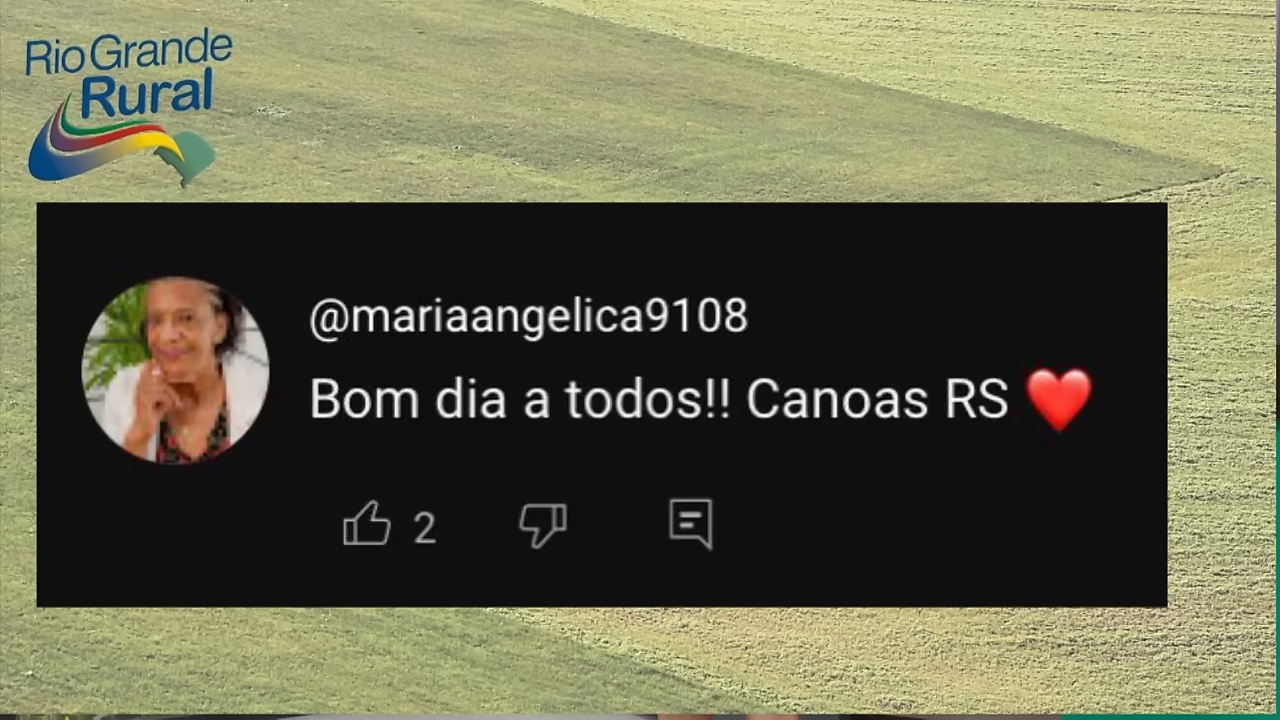 Rio Grande
Rural
@mariaangelica9108
Bom dia a todos!! Canoas RS ❤️
2